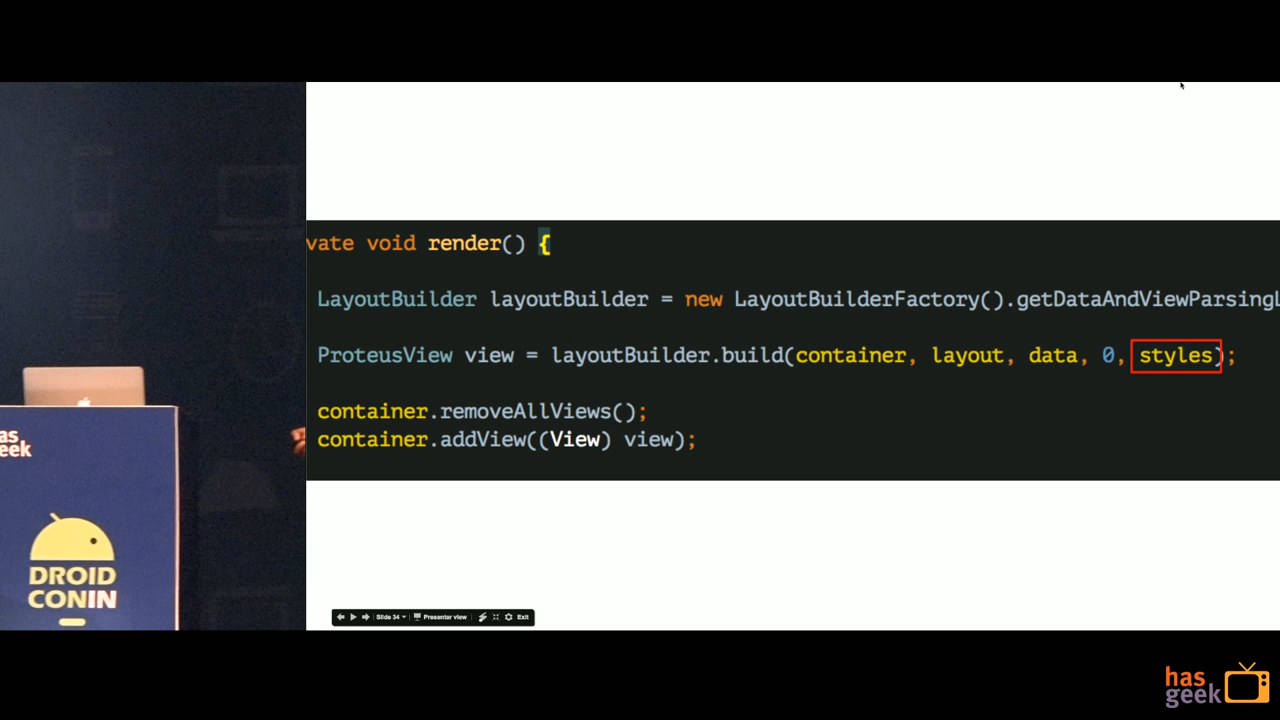 vate void render() {
LayoutBuilder layoutBuilder = new LayoutBuilderFactory().getDataAndViewParsingL
ProteusView view = layoutBuilder.build(container, layout, data, 0, styles);
container.removeAllViews();
container.addView((View) view);
as
geek
DROID
CONIN
Slide 34
Presenter view
Exit
has
geek